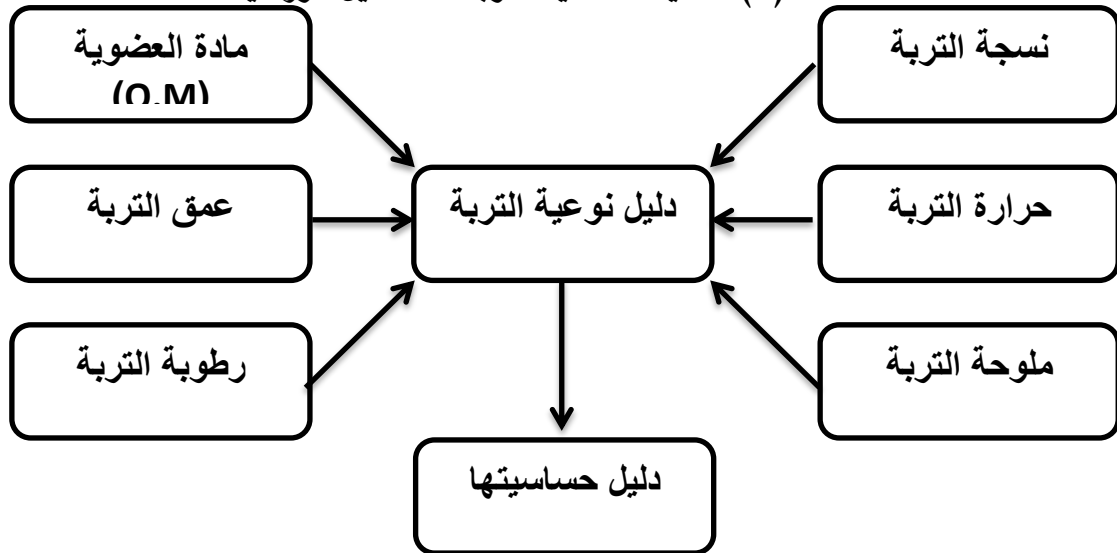 نسجة التربة
مادة العضوية
(O.M)
حرارة التربة
دليل نوعية التربة
عمق التربة
ملوحة التربة
رطوبة التربة
دليل حساسيتها